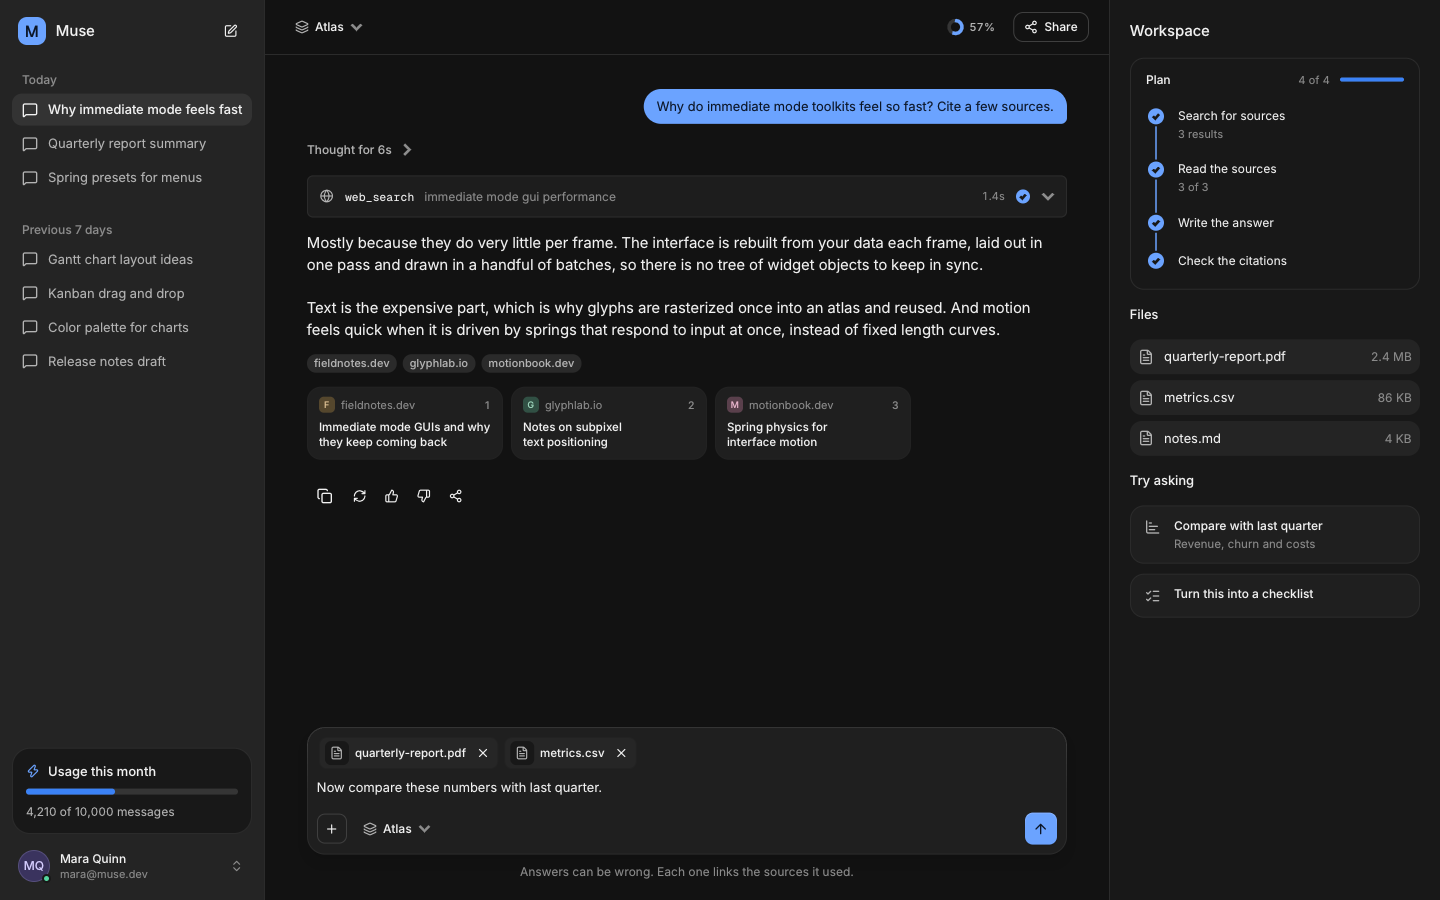 M Muse
Today
Why immediate mode feels fast
Quarterly report summary
Spring presets for menus
Previous 7 days
Gantt chart layout ideas
Kanban drag and drop
Color palette for charts
Release notes draft
Usage this month
4,210 of 10,000 messages
MQ
Mara Quinn
mara@muse.dev
Atlas
57%
Share
Why do immediate mode toolkits feel so fast? Cite a few sources.
Thought for 6s
web_search immediate mode gui performance 1.4s
Mostly because they do very little per frame. The interface is rebuilt from your data each frame, laid out in
one pass and drawn in a handful of batches, so there is no tree of widget objects to keep in sync.
Text is the expensive part, which is why glyphs are rasterized once into an atlas and reused. And motion
feels quick when it is driven by springs that respond to input at once, instead of fixed length curves.
fieldnotes.dev glyphlab.io motionbook.dev
F fieldnotes.dev 1
Immediate mode GUIs and why
they keep coming back
G glyphlab.io 2
Notes on subpixel
text positioning
M motionbook.dev 3
Spring physics for
interface motion
quarterly-report.pdf metrics.csv
Now compare these numbers with last quarter.
Atlas
Answers can be wrong. Each one links the sources it used.
Workspace
Plan 4 of 4
Search for sources
3 results
Read the sources
3 of 3
Write the answer
Check the citations
Files
quarterly-report.pdf 2.4 MB
metrics.csv 86 KB
notes.md 4 KB
Try asking
Compare with last quarter
Revenue, churn and costs
Turn this into a checklist